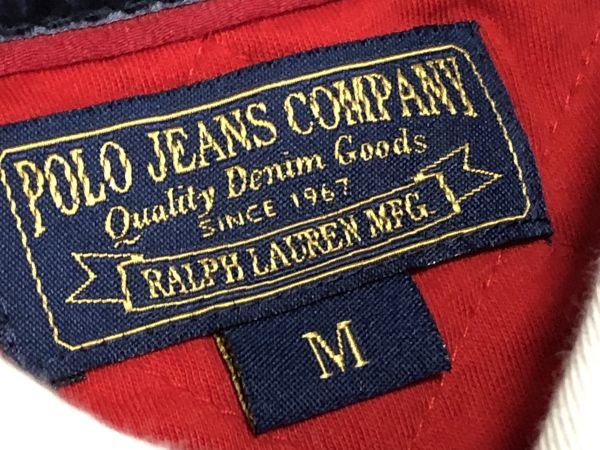 POLO JEANS COMPANY
Quality Denim Goods
SINCE 1967
RALPH LAUREN MFG
M